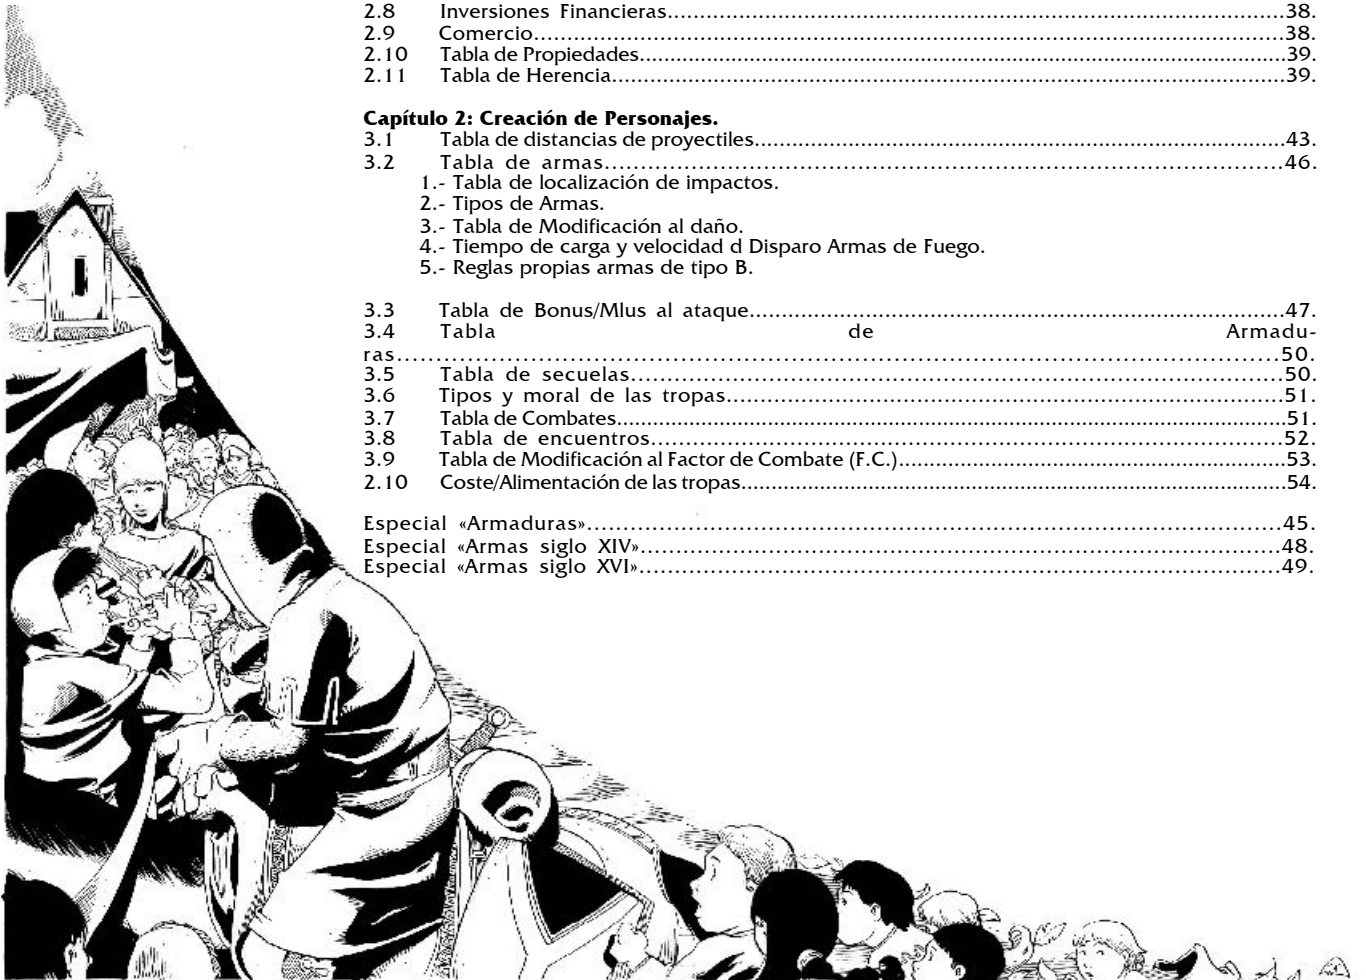 2.8 Inversiones Financieras....................................................................................................38.
2.9 Comercio....................................................................................................38.
2.10 Tabla de Propiedades....................................................................................................39.
2.11 Tabla de Herencia....................................................................................................39.
Capítulo 2: Creación de Personajes.
3.1 Tabla de distancias de proyectiles....................................................................................43.
3.2 Tabla de armas....................................................................................................46.
1.- Tabla de localización de impactos.
2.- Tipos de Armas.
3.- Tabla de Modificación al daño.
4.- Tiempo de carga y velocidad d Disparo Armas de Fuego.
5.- Reglas propias armas de tipo B.
3.3 Tabla de Bonus/Mlus al ataque....................................................................................47.
3.4 Tabla de Armadu-
ras....................................................................................................50.
3.5 Tabla de secuelas....................................................................................................50.
3.6 Tipos y moral de las tropas....................................................................................51.
3.7 Tabla de Combates....................................................................................................51.
3.8 Tabla de encuentros....................................................................................................52.
3.9 Tabla de Modificación al Factor de Combate (F.C.)............................................................53.
2.10 Coste/Alimentación de las tropas....................................................................................54.
Especial «Armaduras»....................................................................................................45.
Especial «Armas siglo XIV»....................................................................................................48.
Especial «Armas siglo XVI»....................................................................................................49.